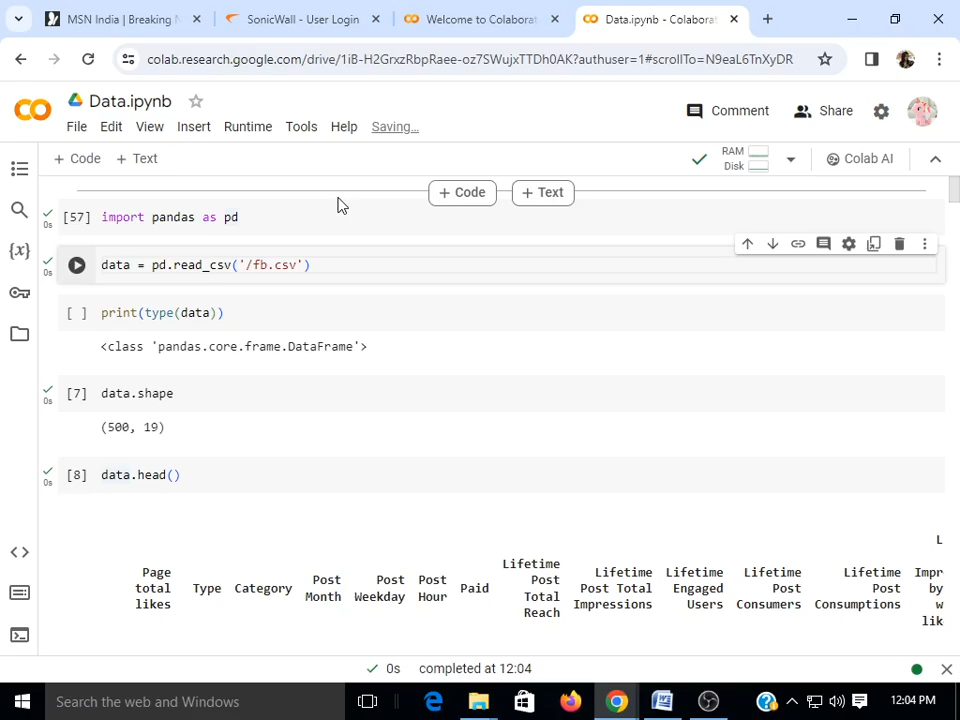 MSN India | Breaking N
SonicWall - User Login
Welcome to Colaborat
Data.ipynb - Colaborat
colab.research.google.com/drive/1iB-H2GrxzRbpRaee-oz7SWujxTTDh0AK?authuser=1#scrollTo=N9eaL6TnXyDR
Data.ipynb
Comment
Share
File Edit View Insert Runtime Tools Help Saving...
+ Code + Text
RAM
Disk
Colab AI
+ Code + Text
[57] import pandas as pd
0s
data = pd.read_csv('/fb.csv')
0s
[ ] print(type(data))
<class 'pandas.core.frame.DataFrame'>
[7] data.shape
0s
(500, 19)
[8] data.head()
0s
Page total likes
Type
Category
Post Month
Post Weekday
Post Hour
Paid
Lifetime Post Total Reach
Lifetime Post Total Impressions
Lifetime Engaged Users
Lifetime Post Consumers
Lifetime Post Consumptions
L
Impr
by
w
lik
0s completed at 12:04
Search the web and Windows
12:04 PM